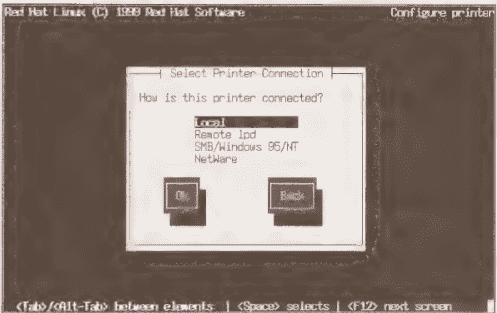 Red Hat Linux (C) 1999 Red Hat Software Configure printer
Select Printer Connection
How is this printer connected?
Local
Remote lpd
SMB/Windows 95/NT
NetWare
Ok Back
<Tab>/<Alt-Tab> between elements | <Space> selects | <F12> next screen